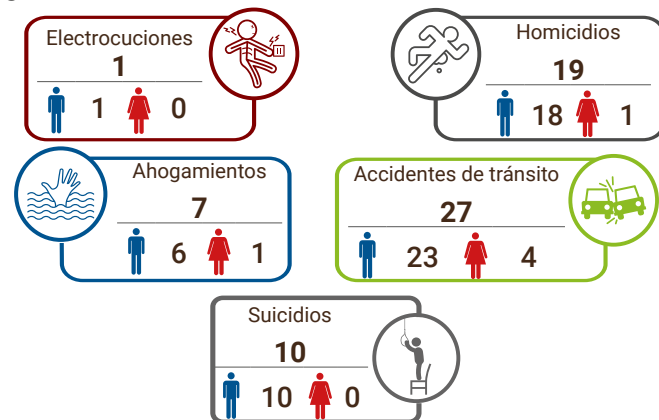 Electrocuciones
1
1 0
Homicidios
19
18 1
Ahogamientos
7
6 1
Accidentes de tránsito
27
23 4
Suicidios
10
10 0